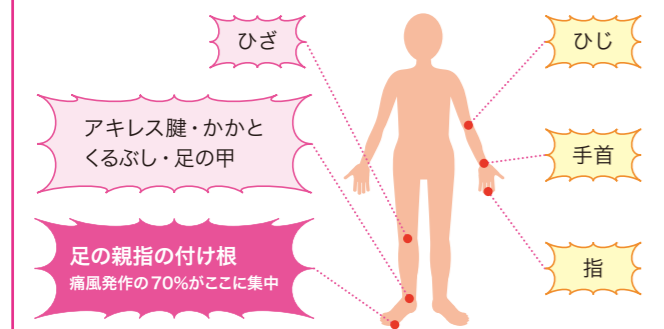 ひざ
アキレス腱・かかと
くるぶし・足の甲
足の親指の付け根
痛風発作の70%がここに集中
ひじ
手首
指